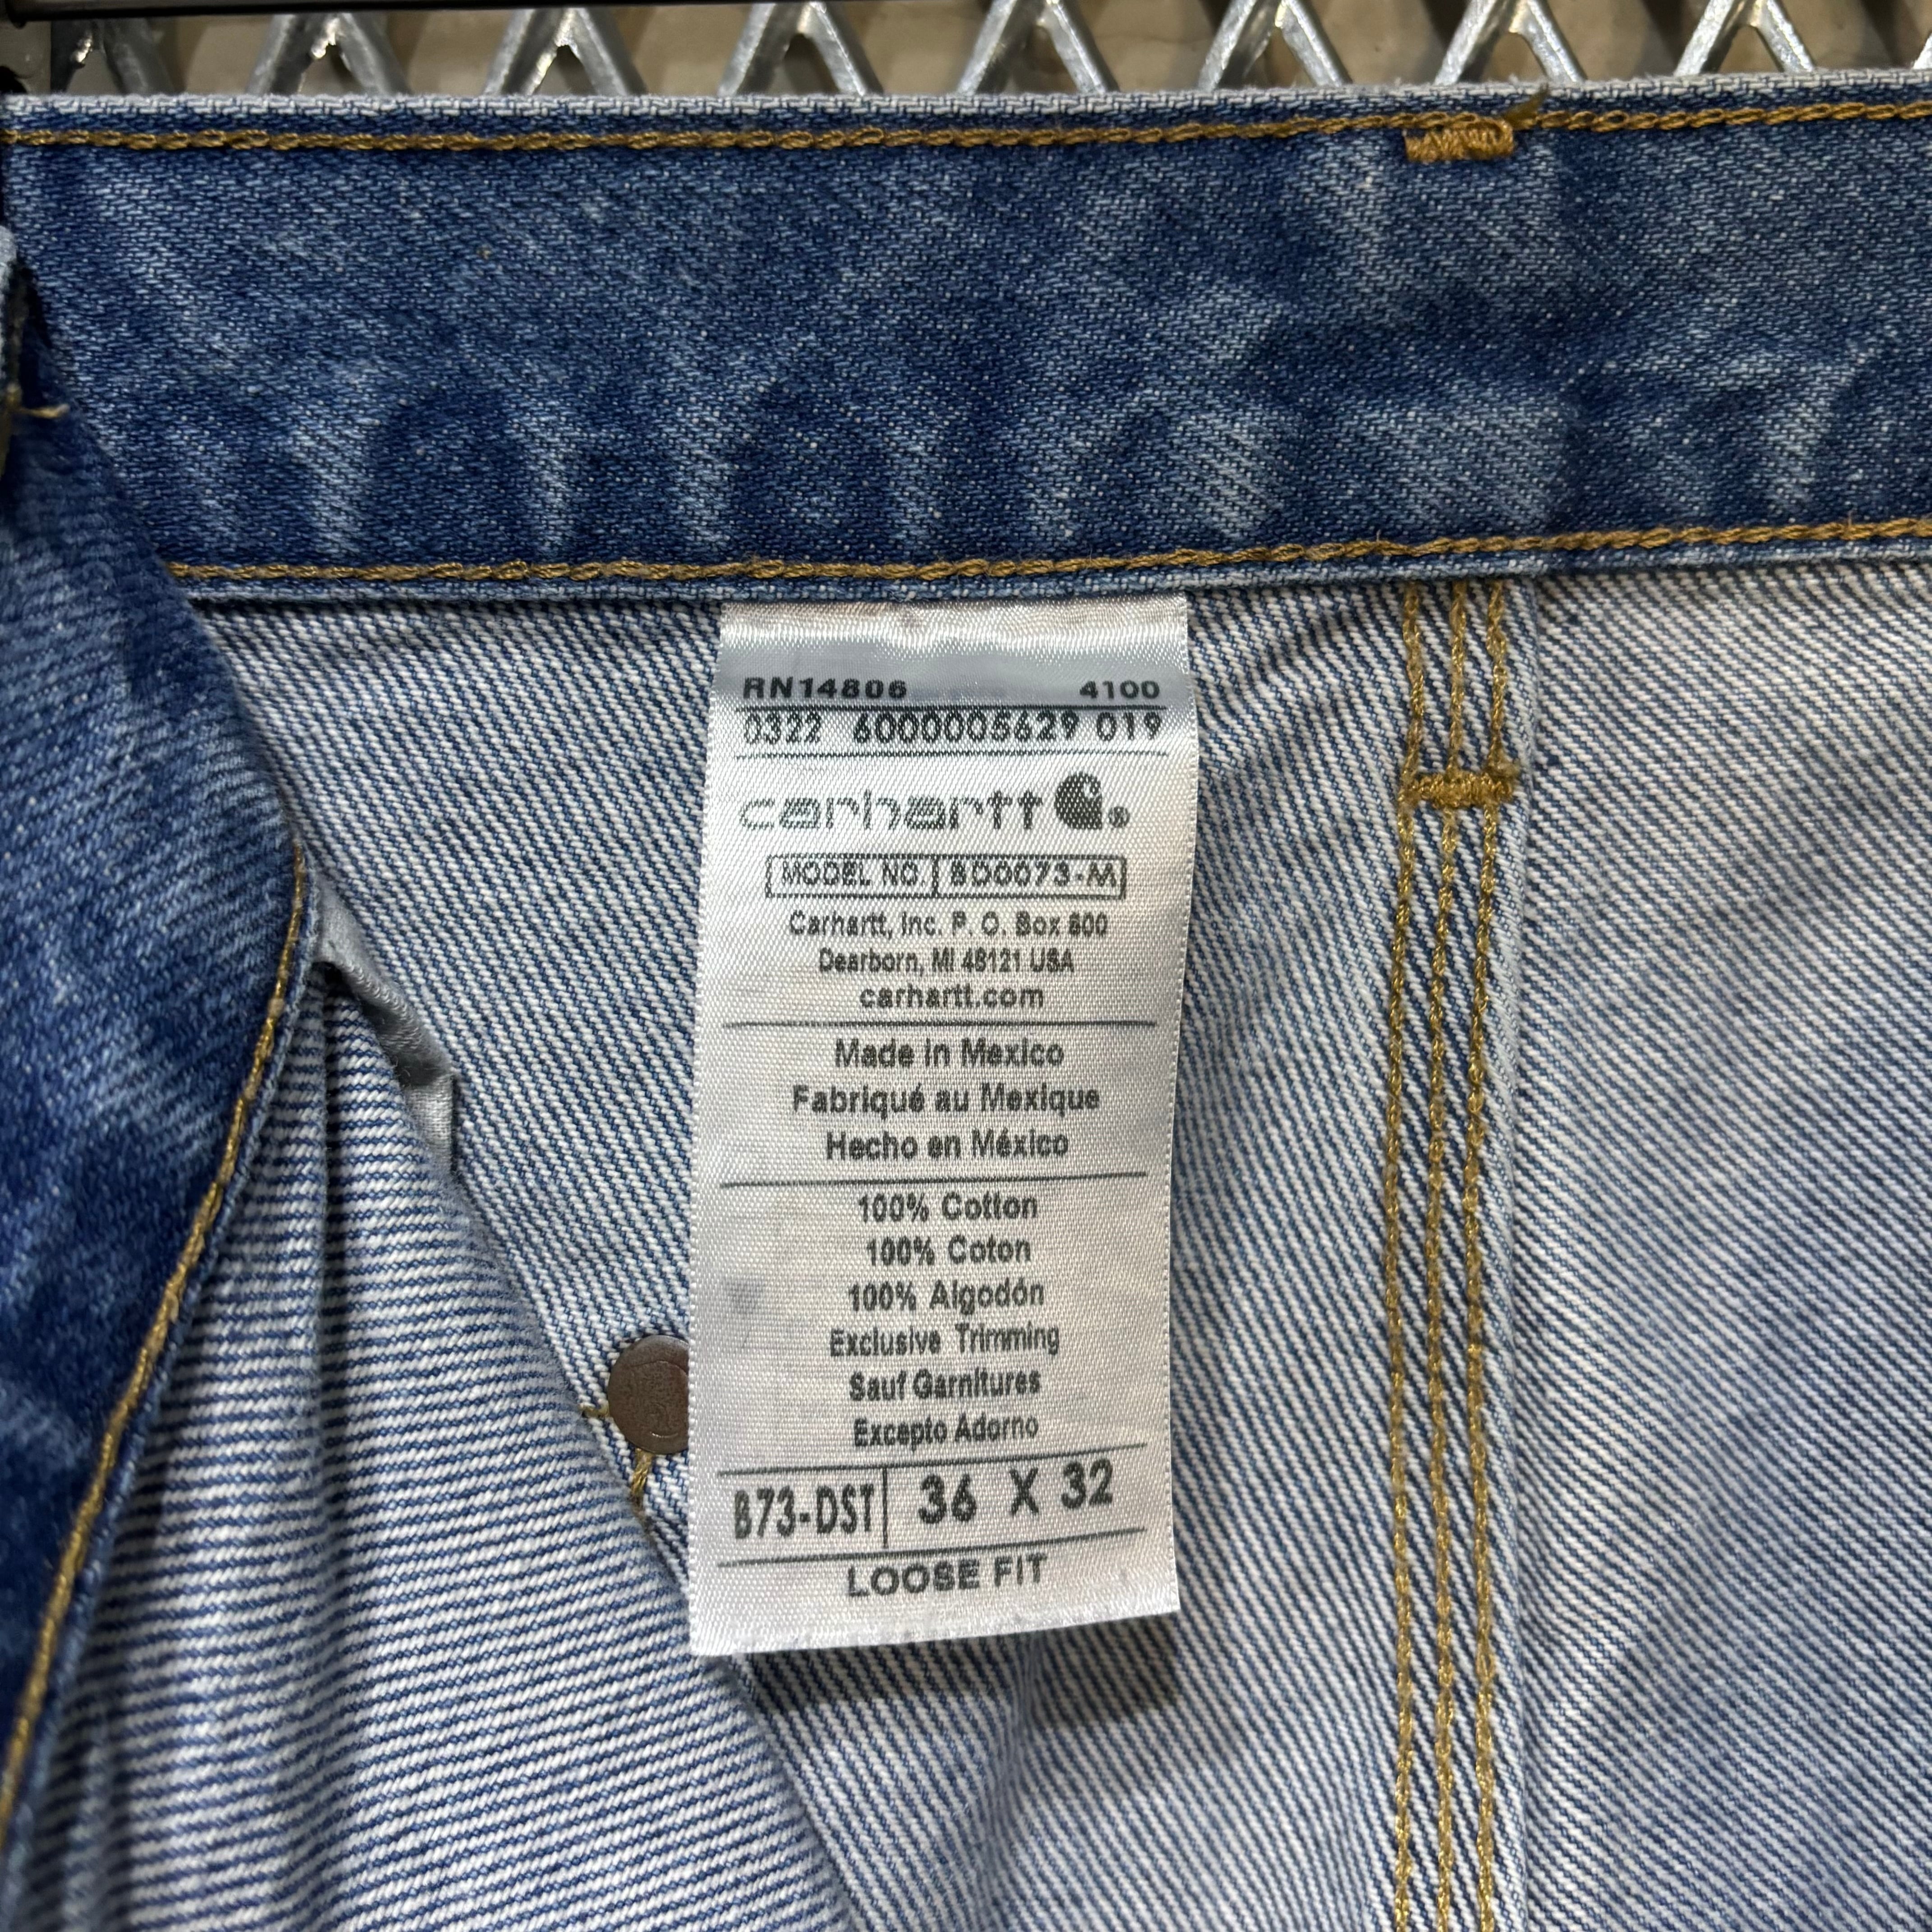 RN14806 4100
0322 6000005629 019
carhartt
MODEL NO. BD0073-M
Carhartt, Inc. P. O. Box 600
Dearborn, MI 48121 USA
carhartt.com
Made in Mexico
Fabriqué au Mexique
Hecho en México
100% Cotton
100% Coton
100% Algodón
Exclusive Trimming
Sauf Garnitures
Excepto Adorno
B73-DST 36 X 32
LOOSE FIT